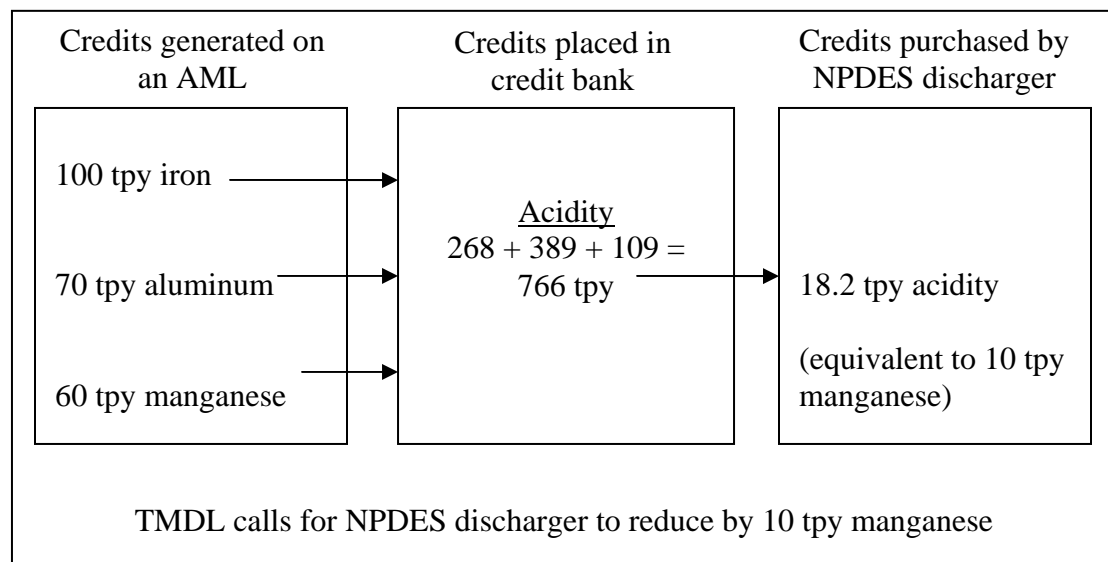 Credits generated on
an AML
Credits placed in
credit bank
Credits purchased by
NPDES discharger
100 tpy iron
70 tpy aluminum
60 tpy manganese
Acidity
268 + 389 + 109 =
766 tpy
18.2 tpy acidity
(equivalent to 10 tpy
manganese)
TMDL calls for NPDES discharger to reduce by 10 tpy manganese